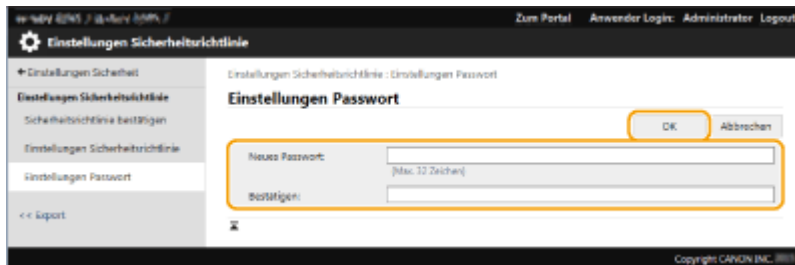 Zum Portal Anwender Login: Administrator Logout
Einstellungen Sicherheitsrichtlinie
Einstellungen Sicherheit
Einstellungen Sicherheitsrichtlinie : Einstellungen Passwort
Einstellungen Sicherheitsrichtlinie
Einstellungen Passwort
Sicherheitsrichtlinie bestätigen
OK Abbrechen
Einstellungen Sicherheitsrichtlinie
Neues Passwort:
(Max. 32 Zeichen)
Einstellungen Passwort
Bestätigen:
<< Export
Copyright CANON INC.